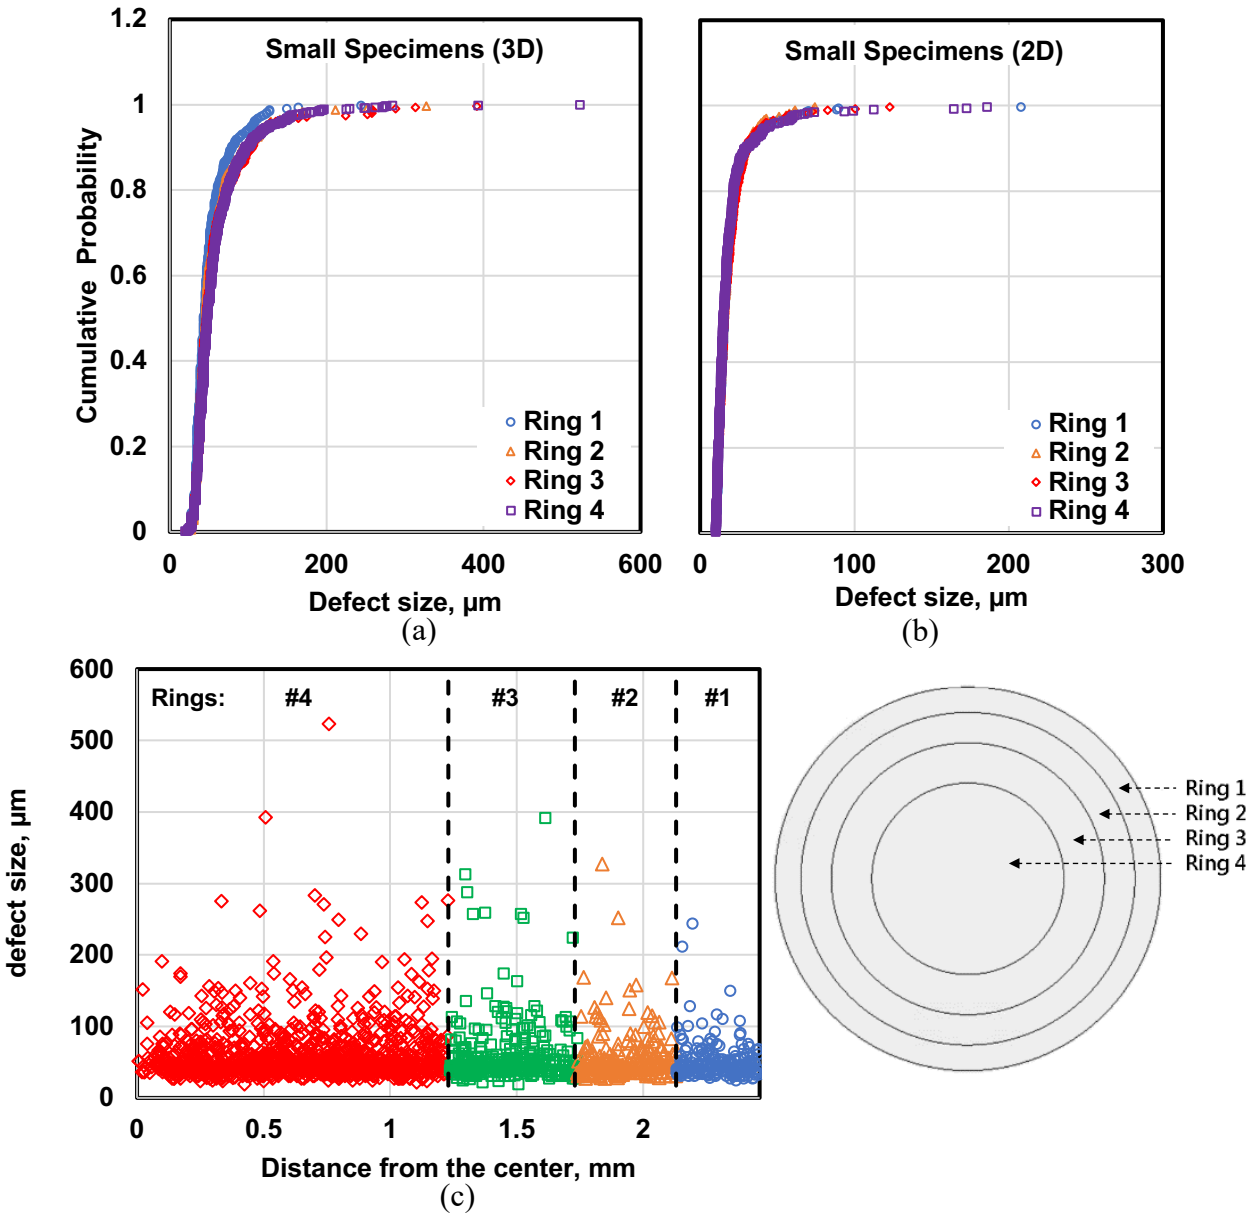 Small Specimens (3D)
Cumulative Probability
1.2
1
0.8
0.6
0.4
0.2
0
Ring 1
Ring 2
Ring 3
Ring 4
0 200 400 600
Defect size, µm
(a)
Small Specimens (2D)
Ring 1
Ring 2
Ring 3
Ring 4
0 100 200 300
Defect size, µm
(b)
defect size, µm
600
500
400
300
200
100
0
Rings: #4 #3 #2 #1
0 0.5 1 1.5 2
Distance from the center, mm
(c)
Ring 1
Ring 2
Ring 3
Ring 4